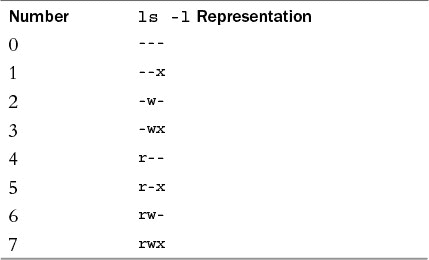 Number ls -l Representation
0 ---
1 --x
2 -w-
3 -wx
4 r--
5 r-x
6 rw-
7 rwx